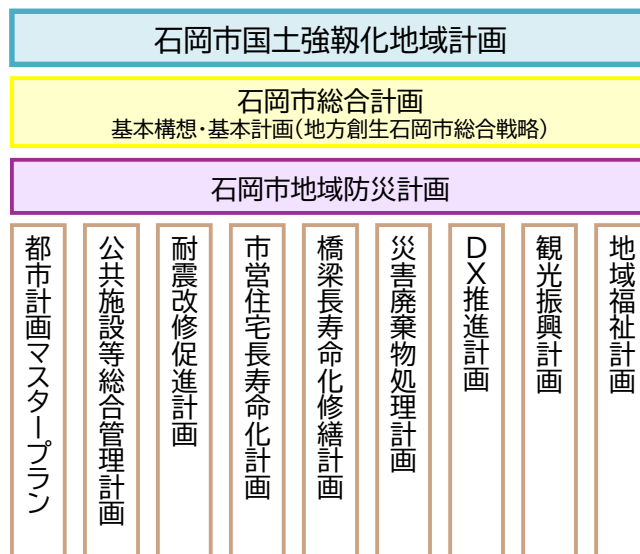 石岡市国土強靱化地域計画
石岡市総合計画
基本構想・基本計画(地方創生石岡市総合戦略)
石岡市地域防災計画
都市計画マスタープラン
公共施設等総合管理計画
耐震改修促進計画
市営住宅長寿命化計画
橋梁長寿命化修繕計画
災害廃棄物処理計画
DX推進計画
観光振興計画
地域福祉計画